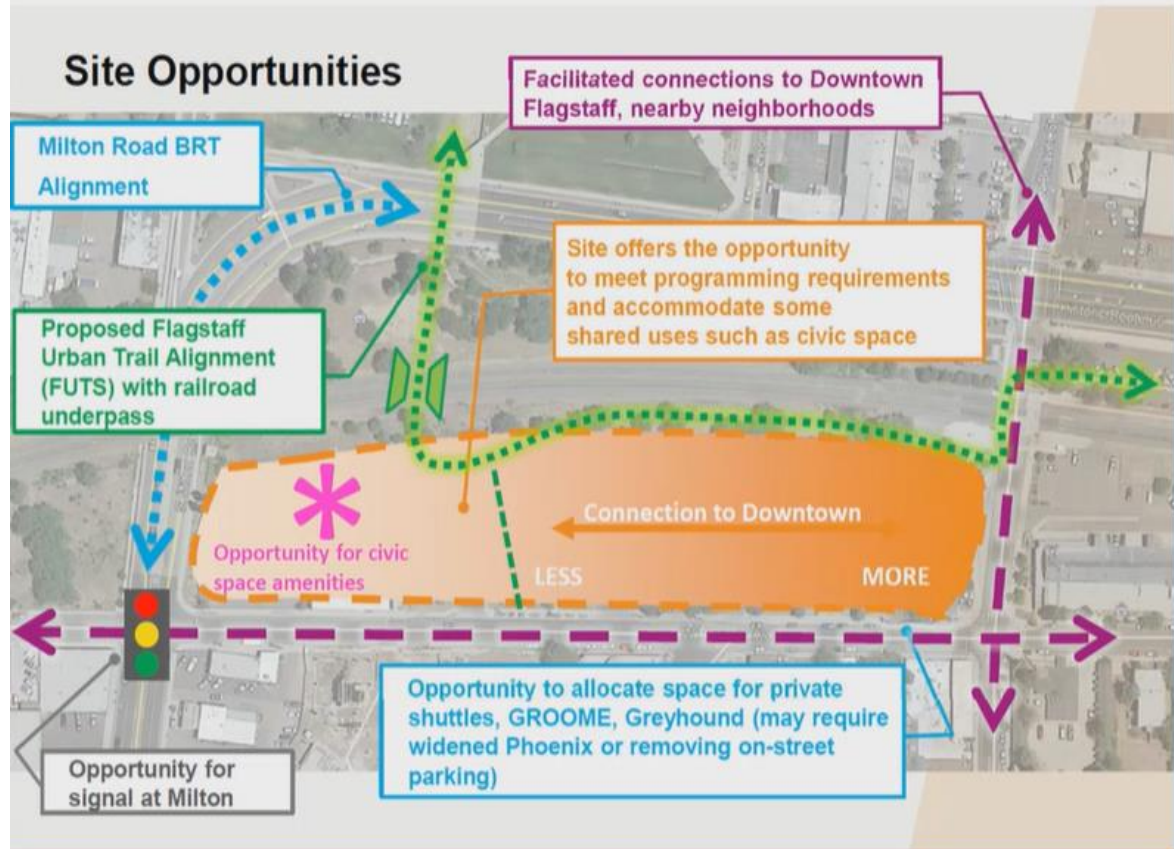 Site Opportunities
Facilitated connections to Downtown
Flagstaff, nearby neighborhoods
Milton Road BRT
Alignment
Site offers the opportunity
to meet programming requirements
and accommodate some
shared uses such as civic space
Proposed Flagstaff
Urban Trail Alignment
(FUTS) with railroad
underpass
Connection to Downtown
Opportunity for civic
space amenities
LESS
MORE
Opportunity to allocate space for private
shuttles, GROOME, Greyhound (may require
widened Phoenix or removing on-street
parking)
Opportunity for
signal at Milton